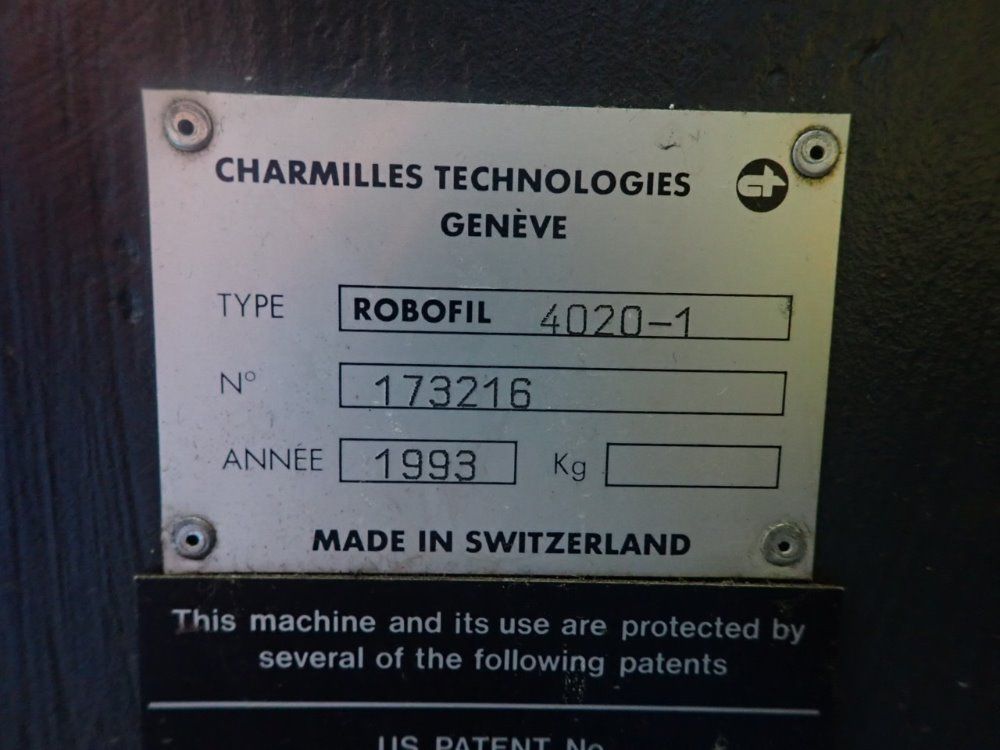 CHARMILLES TECHNOLOGIES
GENÈVE
TYPE ROBOFIL 4020-1
N° 173216
ANNÉE 1993 Kg
MADE IN SWITZERLAND
This machine and its use are protected by
several of the following patents
US PATENT No